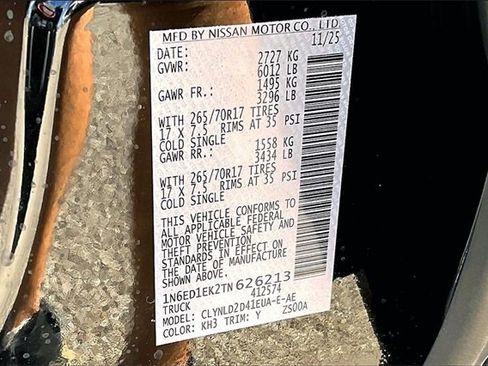 MFD BY NISSAN MOTOR CO., LTD
DATE: 11/25
GVWR: 2727 KG
6012 LB
GAWR FR.: 1495 KG
3296 LB
WITH 265/70R17 TIRES
17 X 7.5 RIMS AT 35 PSI
COLD SINGLE
GAWR RR.: 1558 KG
3434 LB
WITH 265/70R17 TIRES
17 X 7.5 RIMS AT 35 PSI
COLD SINGLE
THIS VEHICLE CONFORMS TO
ALL APPLICABLE FEDERAL
MOTOR VEHICLE SAFETY AND
THEFT PREVENTION
STANDARDS IN EFFECT ON
THE DATE OF MANUFACTURE
SHOWN ABOVE.
1N6ED1EK2TN626213
TRUCK 412574
MODEL: CLYNLD2D41EUA-E-AE
COLOR: KH3 TRIM: Y ZS00A